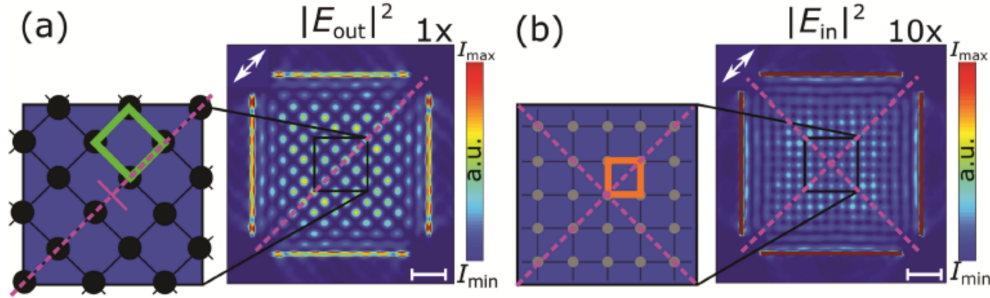 (a)
|E_out|² 1x
I_max
a.u.
I_min
(b)
|E_in|² 10x
I_max
a.u.
I_min